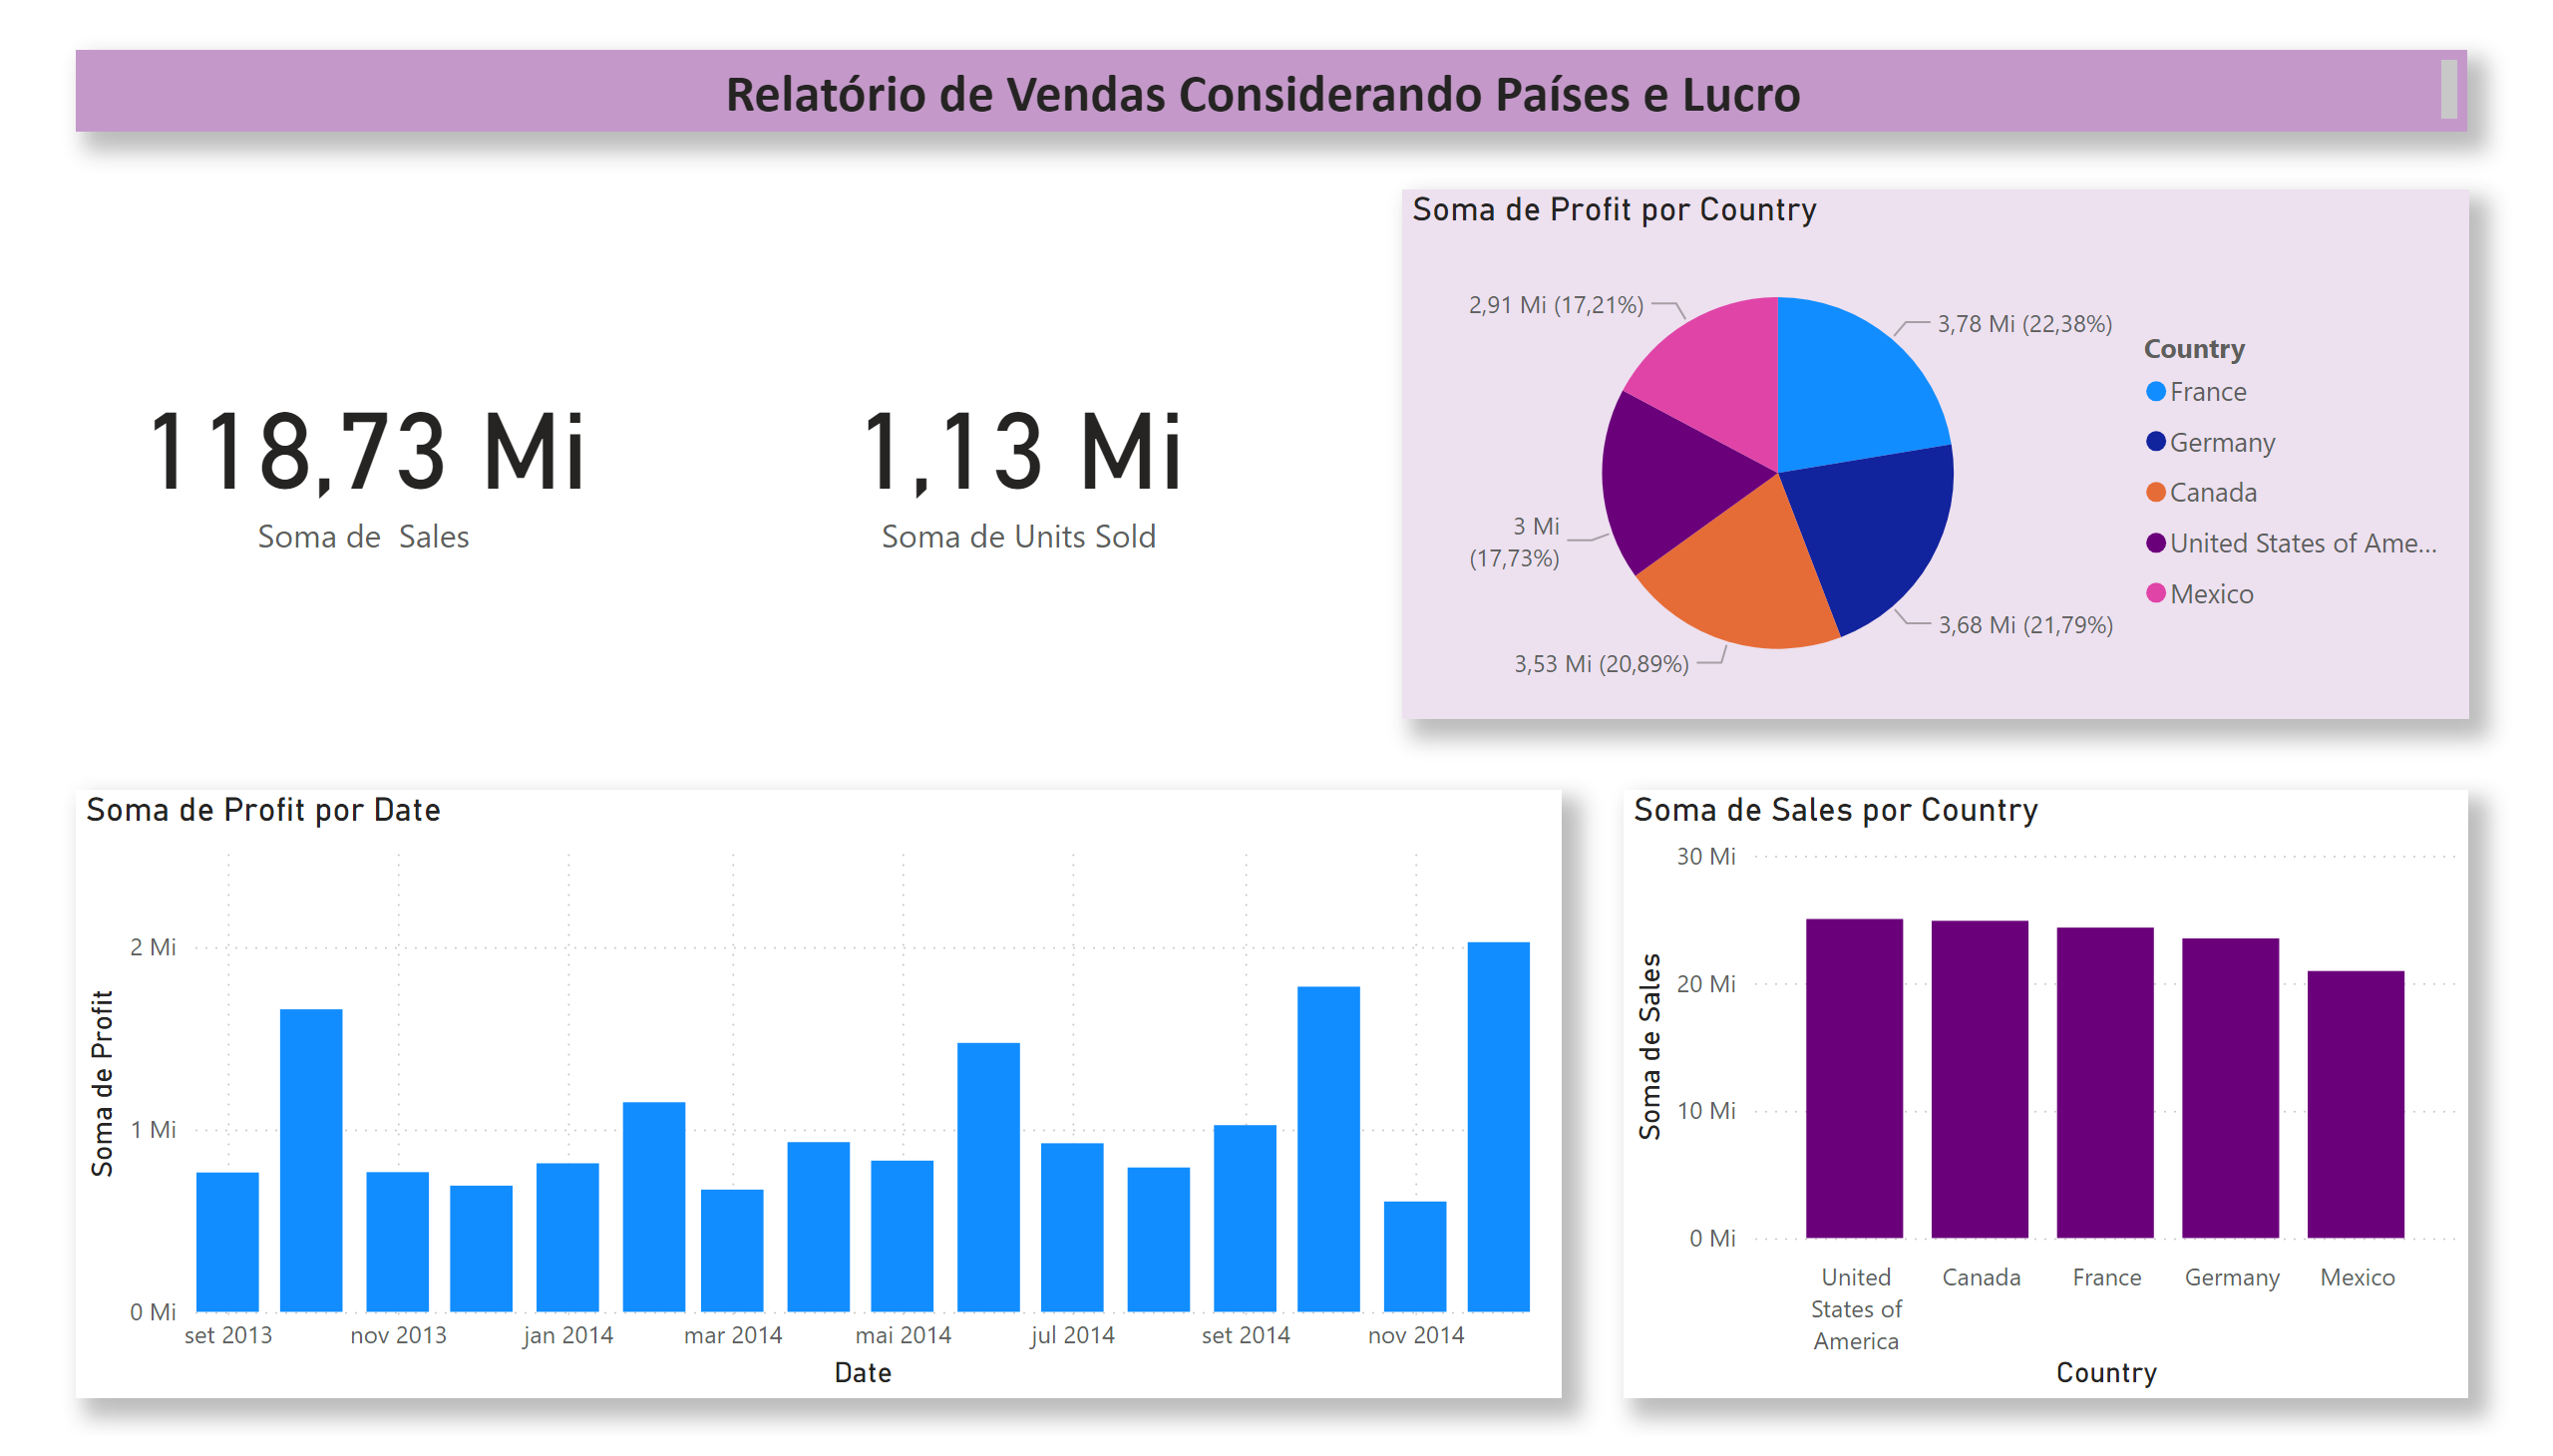 Relatório de Vendas Considerando Países e Lucro
118,73 Mi
Soma de  Sales
1,13 Mi
Soma de Units Sold
Soma de Profit por Country
2,91 Mi (17,21%)
3,78 Mi (22,38%)
3 Mi
(17,73%)
3,53 Mi (20,89%)
3,68 Mi (21,79%)
Country
France
Germany
Canada
United States of Ame...
Mexico
Soma de Profit por Date
Soma de Profit
2 Mi
1 Mi
0 Mi
set 2013
nov 2013
jan 2014
mar 2014
mai 2014
jul 2014
set 2014
nov 2014
Date
Soma de Sales por Country
Soma de Sales
30 Mi
20 Mi
10 Mi
0 Mi
United
States of
America
Canada
France
Germany
Mexico
Country